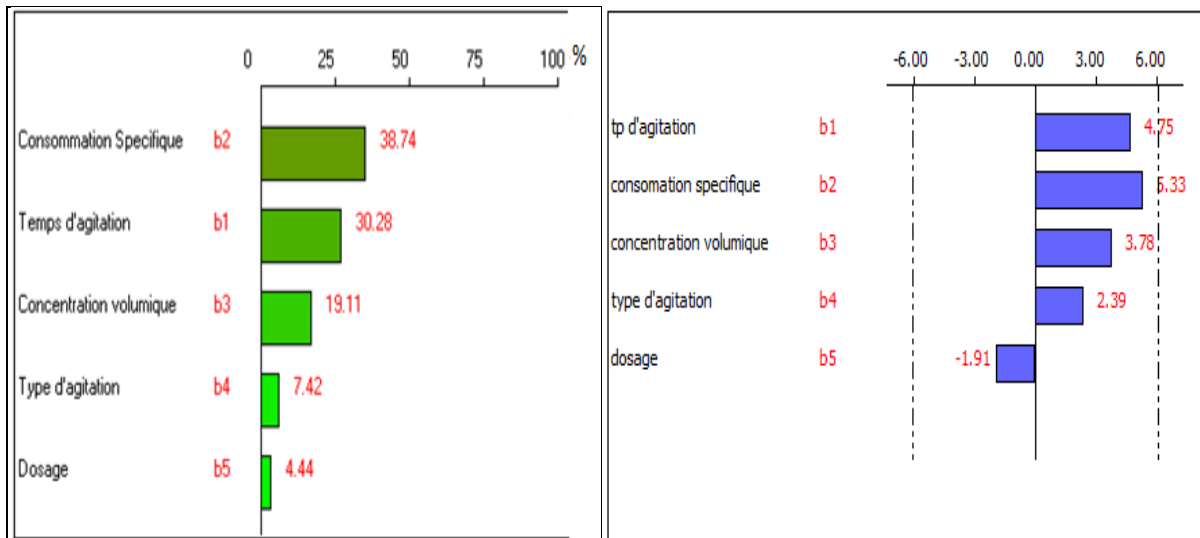 0 25 50 75 100 %
Consommation Specifique b2 38.74
Temps d'agitation b1 30.28
Concentration volumique b3 19.11
Type d'agitation b4 7.42
Dosage b5 4.44
-6.00 -3.00 0.00 3.00 6.00
tp d'agitation b1 4.75
consomation specifique b2 5.33
concentration volumique b3 3.78
type d'agitation b4 2.39
dosage b5 -1.91